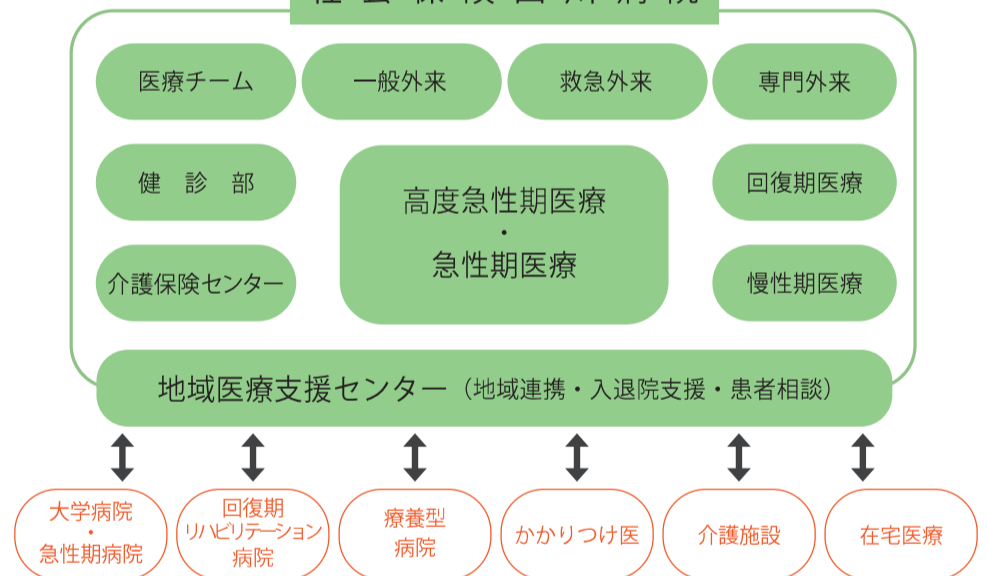 医療チーム
一般外来
救急外来
専門外来
健 診 部
高度急性期医療
・
急性期医療
回復期医療
介護保険センター
慢性期医療
地域医療支援センター（地域連携・入退院支援・患者相談）
大学病院
・
急性期病院
回復期
リハビリテーション
病院
療養型
病院
かかりつけ医
介護施設
在宅医療